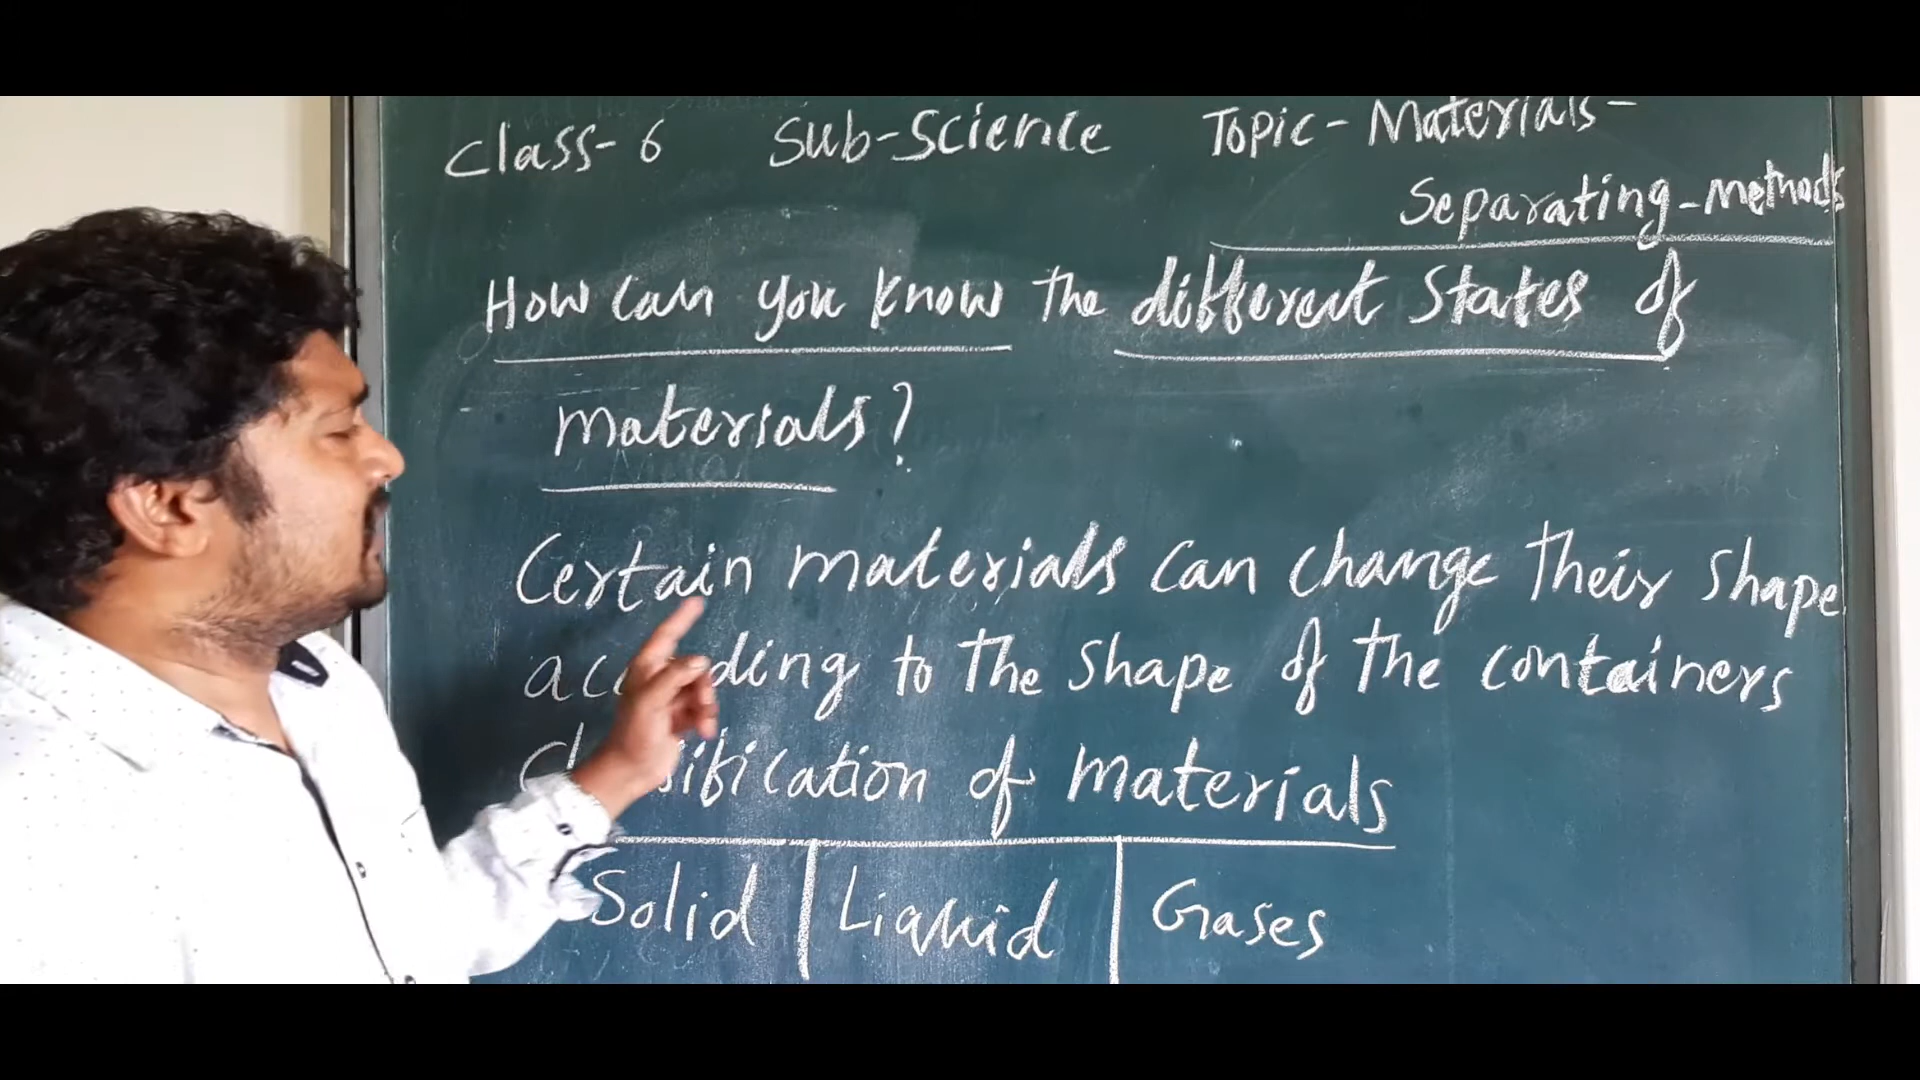 Class-6 Sub-Science Topic-Materials-
Separating-methods
How can you know the different states of
materials?
Certain materials can change their shape
according to the shape of the containers
classification of materials
Solid Liquid Gases